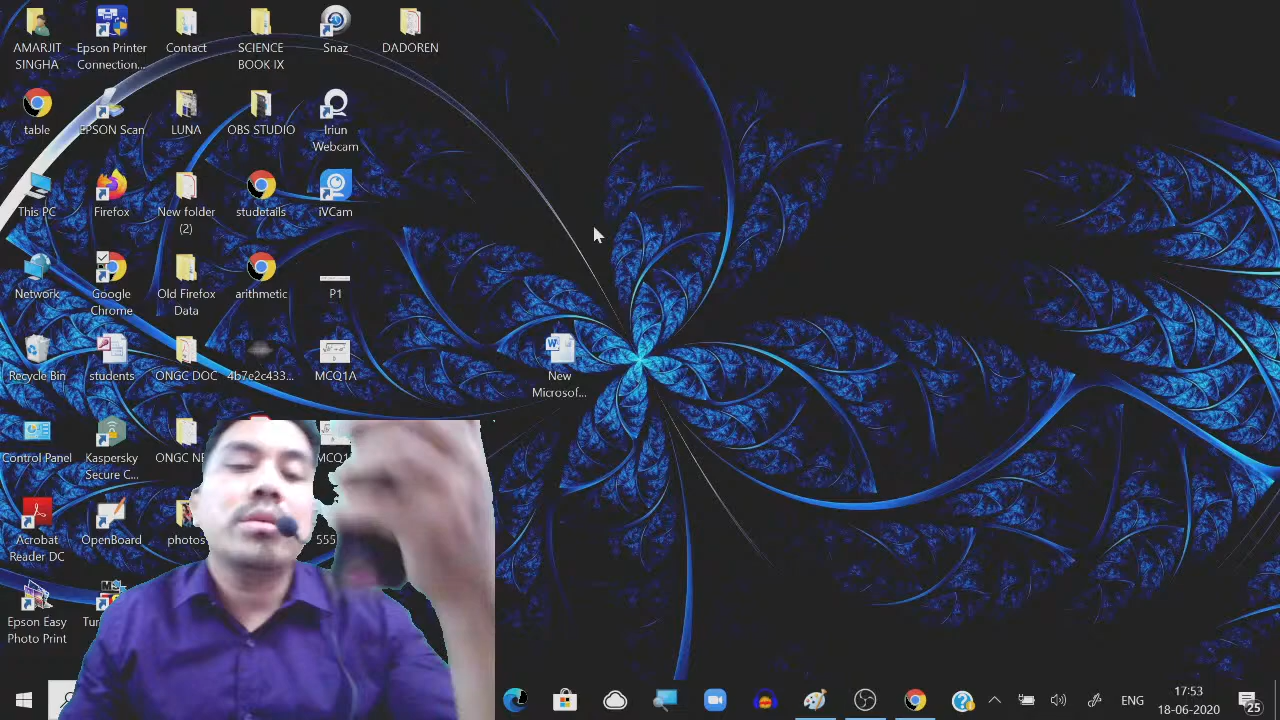 AMARJIT
SINGHA
Epson Printer
Connection...
Contact
SCIENCE
BOOK IX
Snaz
DADOREN
table
EPSON Scan
LUNA
OBS STUDIO
Iriun
Webcam
This PC
Firefox
New folder
(2)
studetails
iVCam
Network
Google
Chrome
Old Firefox
Data
arithmetic
P1
Recycle Bin
students
ONGC DOC
4b7e2c433...
MCQ1A
New
Microsof...
Control Panel
Kaspersky
Secure C...
ONGC
Acrobat
Reader DC
OpenBoard
photos
555
Epson Easy
Photo Print
ENG
17:53
18-06-2020
25